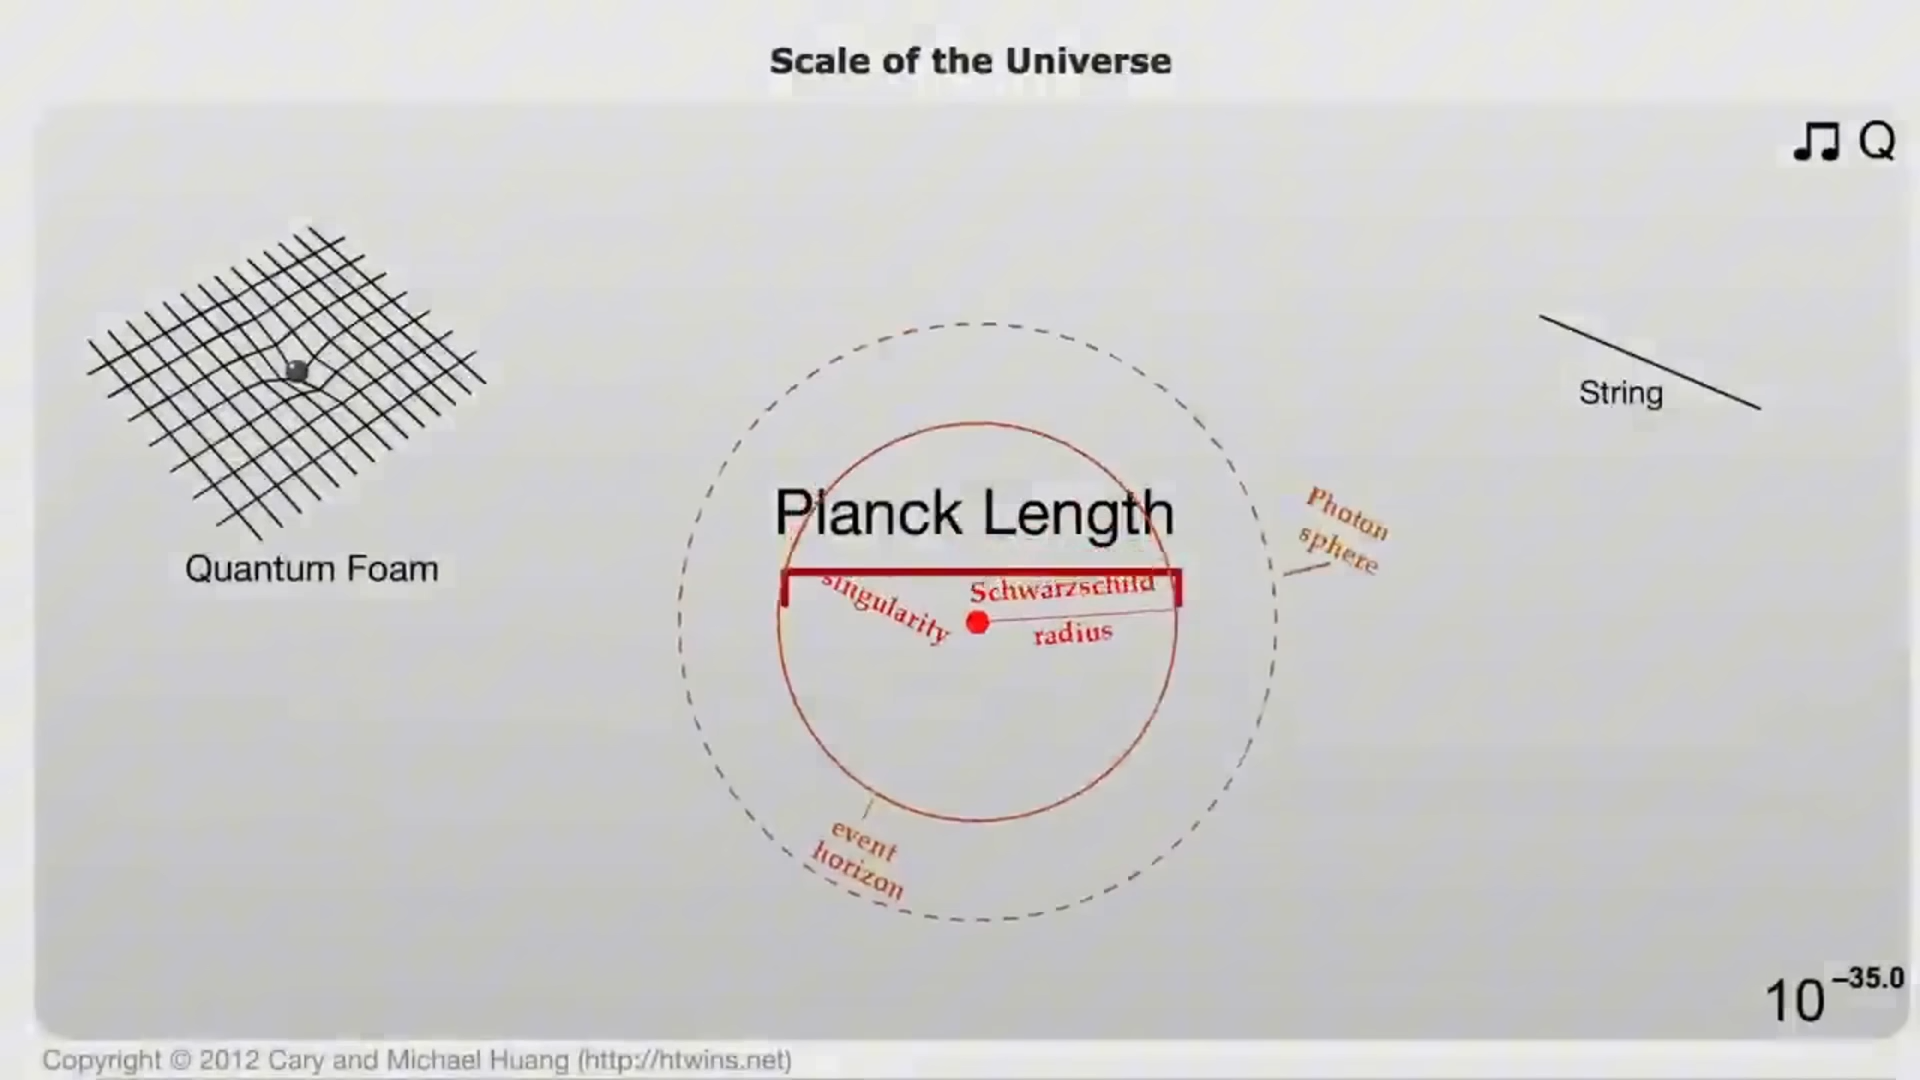 Scale of the Universe
Q
String
Photon
sphere
Planck Length
singularity
Schwarzschild
radius
Quantum Foam
event
horizon
10 –35.0
Copyright © 2012 Cary and Michael Huang (http://htwins.net)